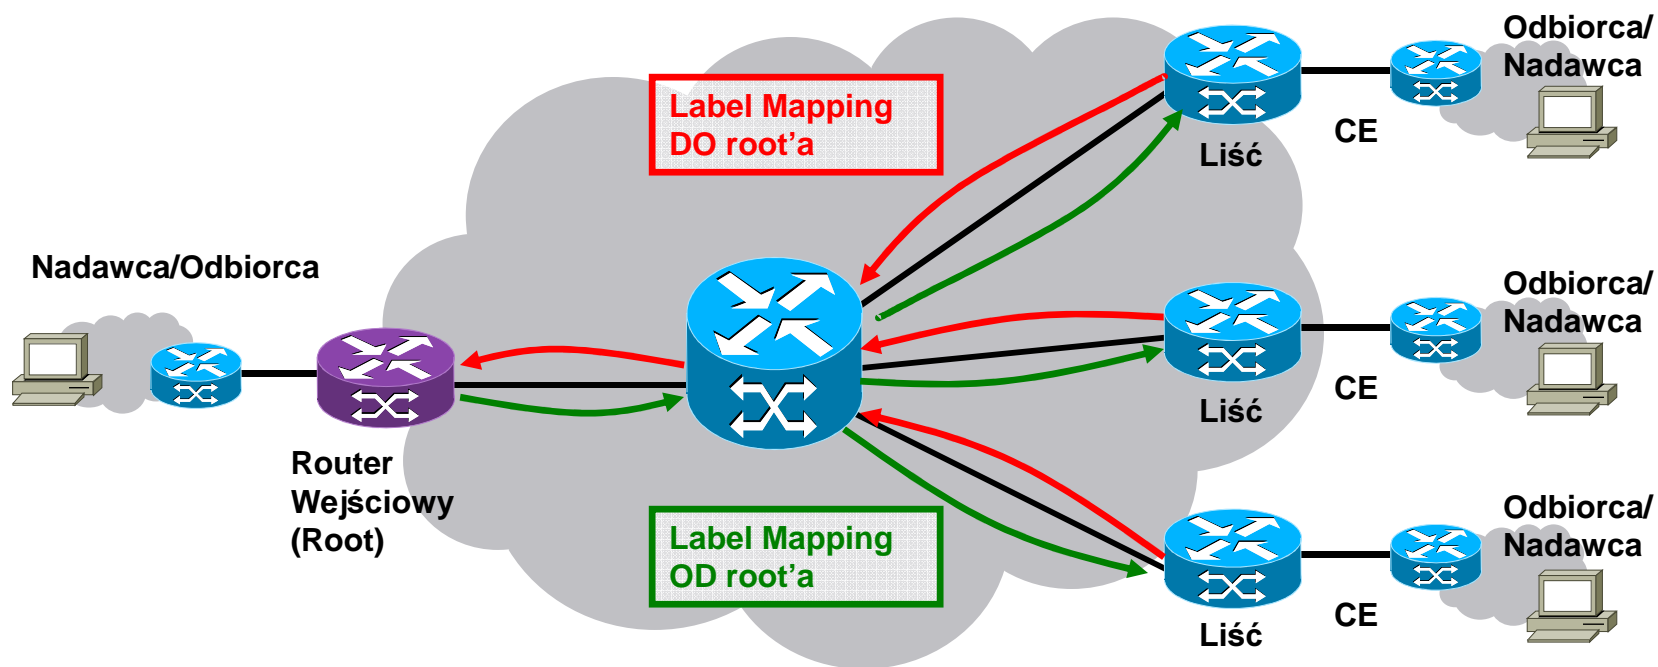 Odbiorca/
Nadawca
Label Mapping
DO root'a
CE
Liść
Nadawca/Odbiorca
Odbiorca/
Nadawca
CE
Liść
Router
Wejściowy
(Root)
Label Mapping
OD root'a
Odbiorca/
Nadawca
CE
Liść